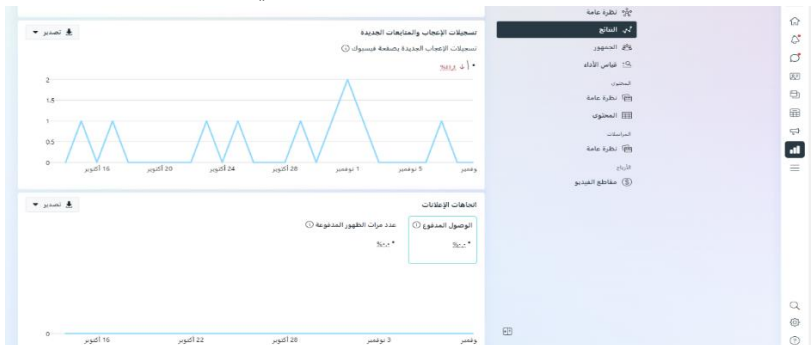 نظرة عامة
النتائج
الجمهور
قياس الأداء
المحتوى
نظرة عامة
المحتوى
المراسلات
نظرة عامة
الأرباح
مقاطع الفيديو
تسجيلات الإعجاب والمتابعات الجديدة
تصدير
تسجيلات الإعجاب الجديدة بصفحة فيسبوك
2
1.5
1
0.5
0
16 أكتوبر
20 أكتوبر
24 أكتوبر
28 أكتوبر
1 نوفمبر
5 نوفمبر
وفمبر
اتجاهات الإعلانات
تصدير
الوصول المدفوع
عدد مرات الظهور المدفوعة
0
16 أكتوبر
22 أكتوبر
28 أكتوبر
3 نوفمبر
وفمبر